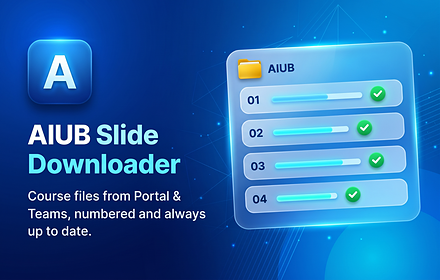 A
AIUB Slide
Downloader
Course files from Portal &
Teams, numbered and always
up to date.
AIUB
01
02
03
04